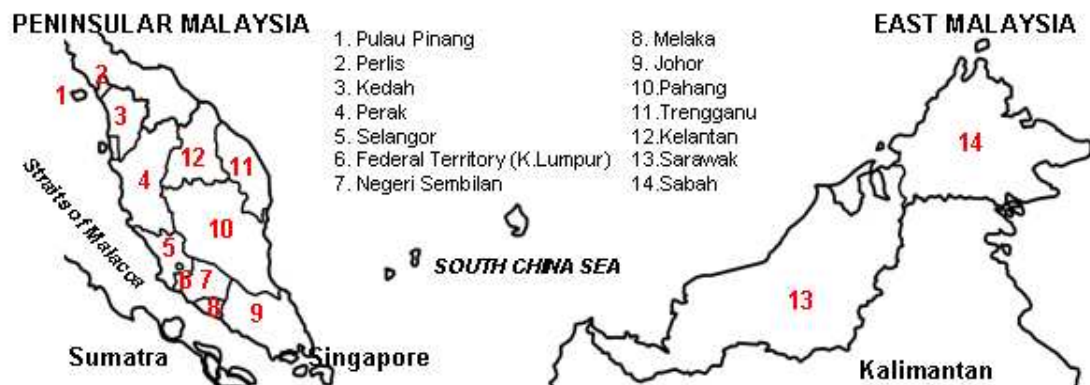 PENINSULAR MALAYSIA
EAST MALAYSIA
1. Pulau Pinang
2. Perlis
3. Kedah
4. Perak
5. Selangor
6. Federal Territory (K.Lumpur)
7. Negeri Sembilan
8. Melaka
9. Johor
10. Pahang
11. Trengganu
12. Kelantan
13. Sarawak
14. Sabah
2
1
3
12
11
4
10
5
6
7
8
9
14
13
Straits of Malacca
SOUTH CHINA SEA
Sumatra
Singapore
Kalimantan